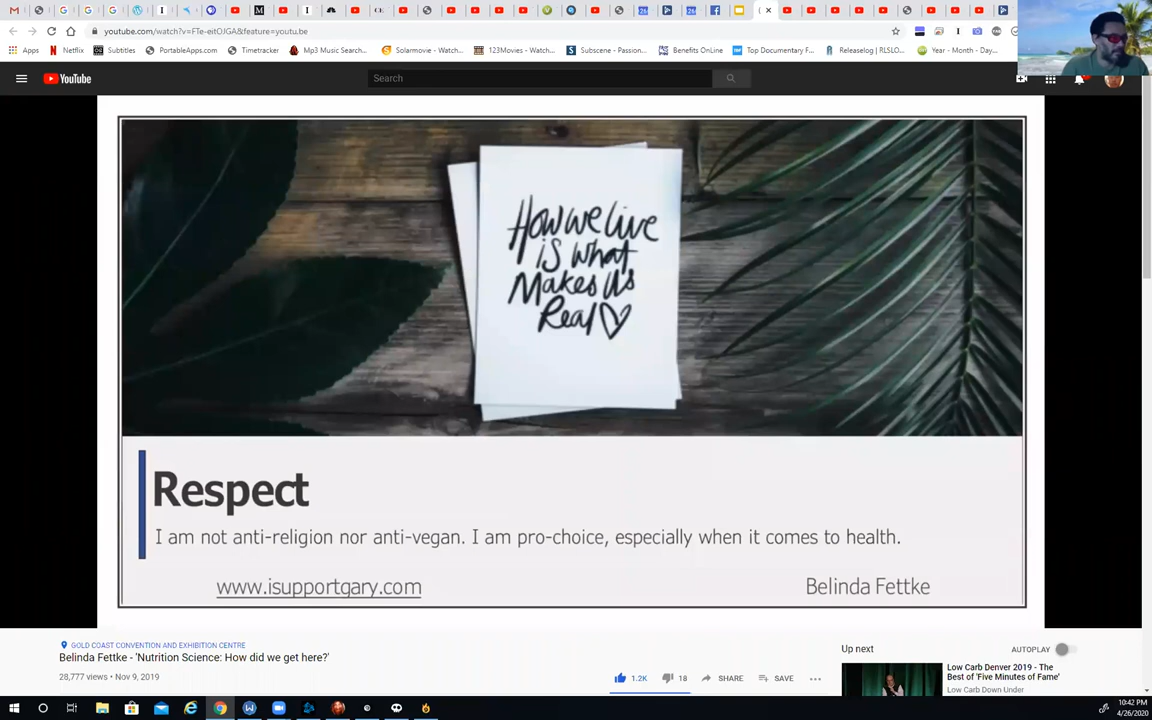 youtube.com/watch?v=FTe-eitOJGA&feature=youtu.be
Apps Netflix Subtitles PortableApps.com Timetracker Mp3 Music Search... Solarmovie - Watch... 123Movies - Watch... Subscene - Passion... Benefits OnLine Top Documentary F... Releaselog | RLSLO... Year - Month - Day...
YouTube
Search
How we live
is what
Makes Us
Real
Respect
I am not anti-religion nor anti-vegan. I am pro-choice, especially when it comes to health.
www.isupportgary.com
Belinda Fettke
GOLD COAST CONVENTION AND EXHIBITION CENTRE
Belinda Fettke - 'Nutrition Science: How did we get here?'
28,777 views • Nov 9, 2019
1.2K
18
SHARE
SAVE
Up next
AUTOPLAY
Low Carb Denver 2019 - The
Best of 'Five Minutes of Fame'
Low Carb Down Under
10:42 PM
4/26/2020